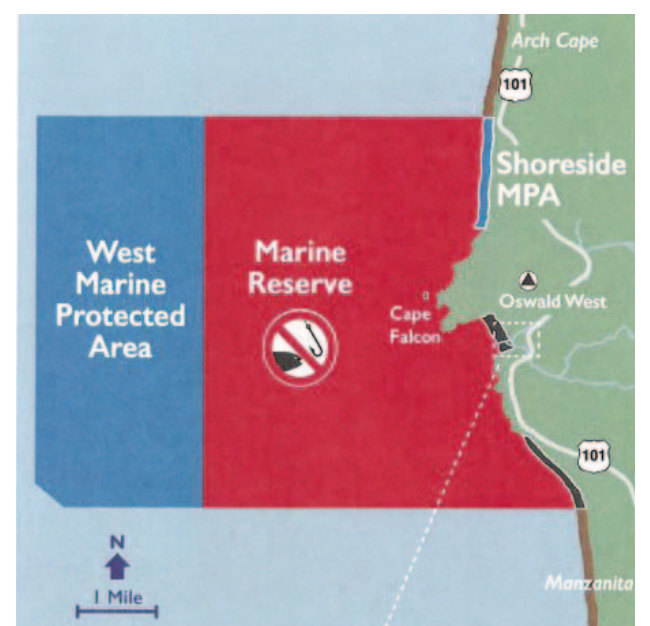 Arch Cape
101
Shoreside
MPA
West
Marine
Protected
Area
Marine
Reserve
Oswald West
Cape
Falcon
101
N
1 Mile
Manzanita